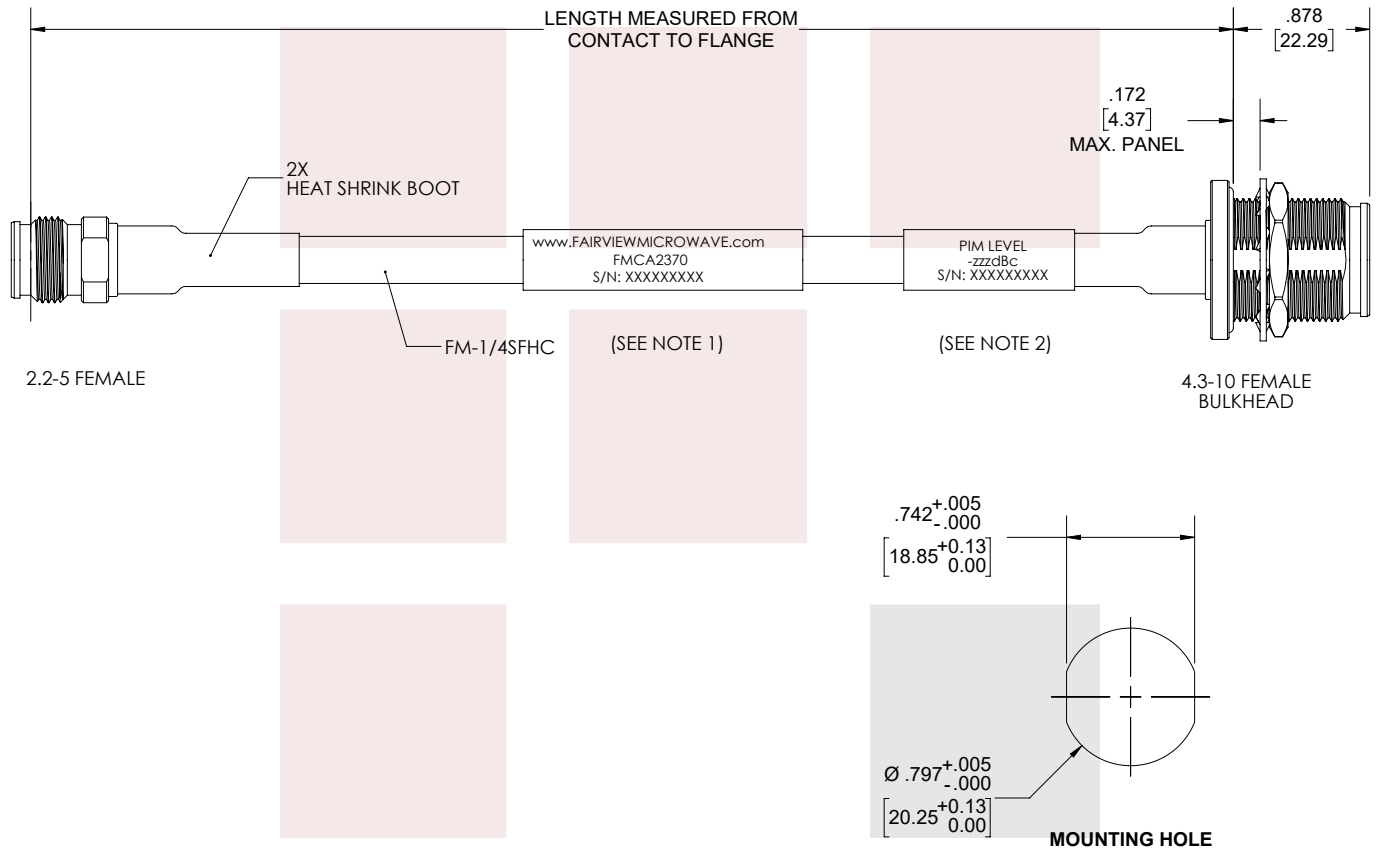 LENGTH MEASURED FROM
CONTACT TO FLANGE
.878
[22.29]
.172
[4.37]
MAX. PANEL
2X
HEAT SHRINK BOOT
www.FAIRVIEWMICROWAVE.com
FMCA2370
S/N: XXXXXXXXX
PIM LEVEL
-zzzdBc
S/N: XXXXXXXXX
FM-1/4SFHC
(SEE NOTE 1)
(SEE NOTE 2)
2.2-5 FEMALE
4.3-10 FEMALE
BULKHEAD
.742 +.005
-.000
[18.85 +0.13
0.00]
Ø .797 +.005
-.000
[20.25 +0.13
0.00]
MOUNTING HOLE